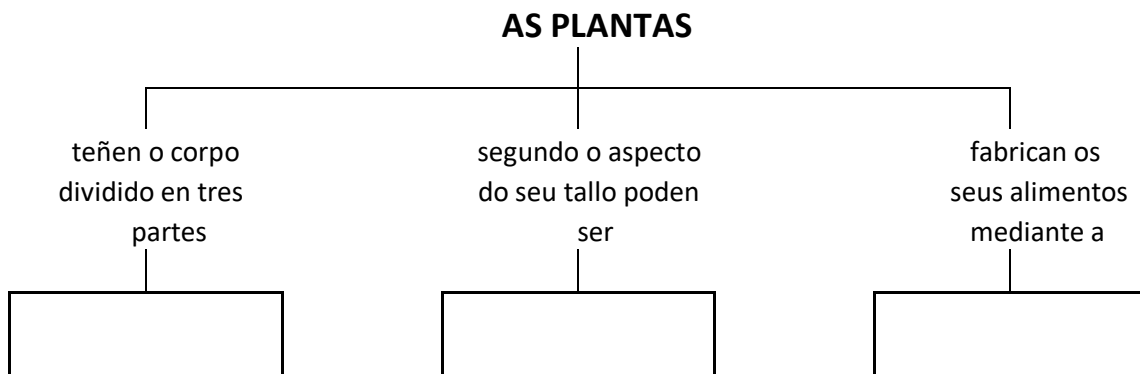 AS PLANTAS
teñen o corpo
dividido en tres
partes
segundo o aspecto
do seu tallo poden
ser
fabrican os
seus alimentos
mediante a